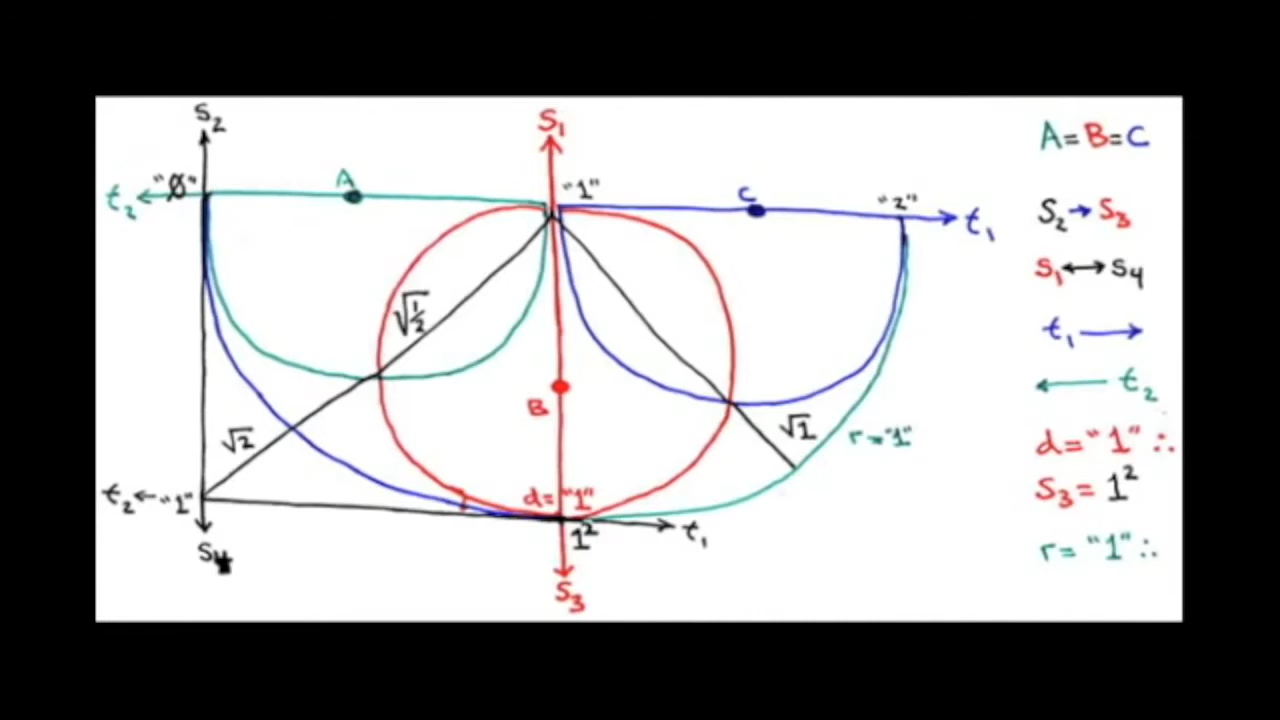 S₂
S₁
t₂ "Ø" A "1" C "2" t₁
√1/2
B
√2
√1
r="1"
t₂ "1"
d="1"
1²
t₁
S₄
S₃
A=B=C
S₂→S₃
S₁↔S₄
t₁→
←t₂
d="1"∴
S₃=1²
r="1"∴